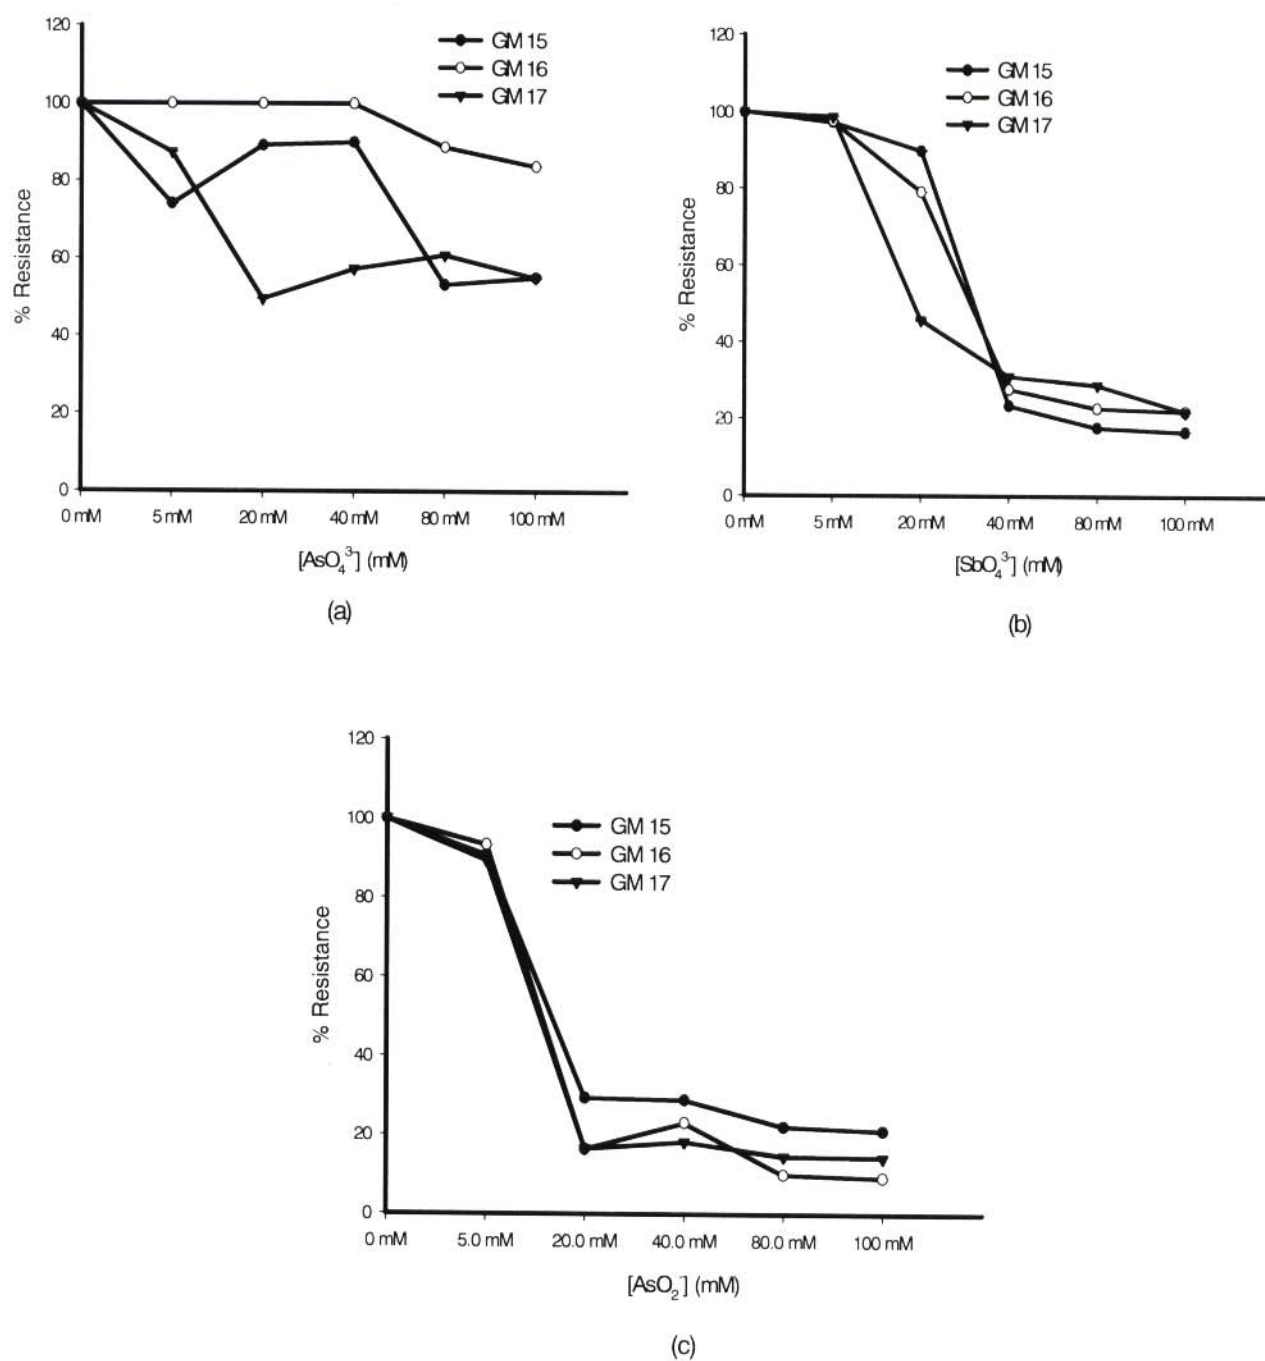 120
100
80
60
40
20
0
% Resistance
GM 15
GM 16
GM 17
0 mM 5 mM 20 mM 40 mM 80 mM 100 mM
[AsO₄³] (mM)
(a)
120
100
80
60
40
20
0
% Resistance
GM 15
GM 16
GM 17
0 mM 5 mM 20 mM 40 mM 80 mM 100 mM
[SbO₄³] (mM)
(b)
120
100
80
60
40
20
0
% Resistance
GM 15
GM 16
GM 17
0 mM 5.0 mM 20.0 mM 40.0 mM 80.0 mM 100 mM
[AsO₂⁻] (mM)
(c)